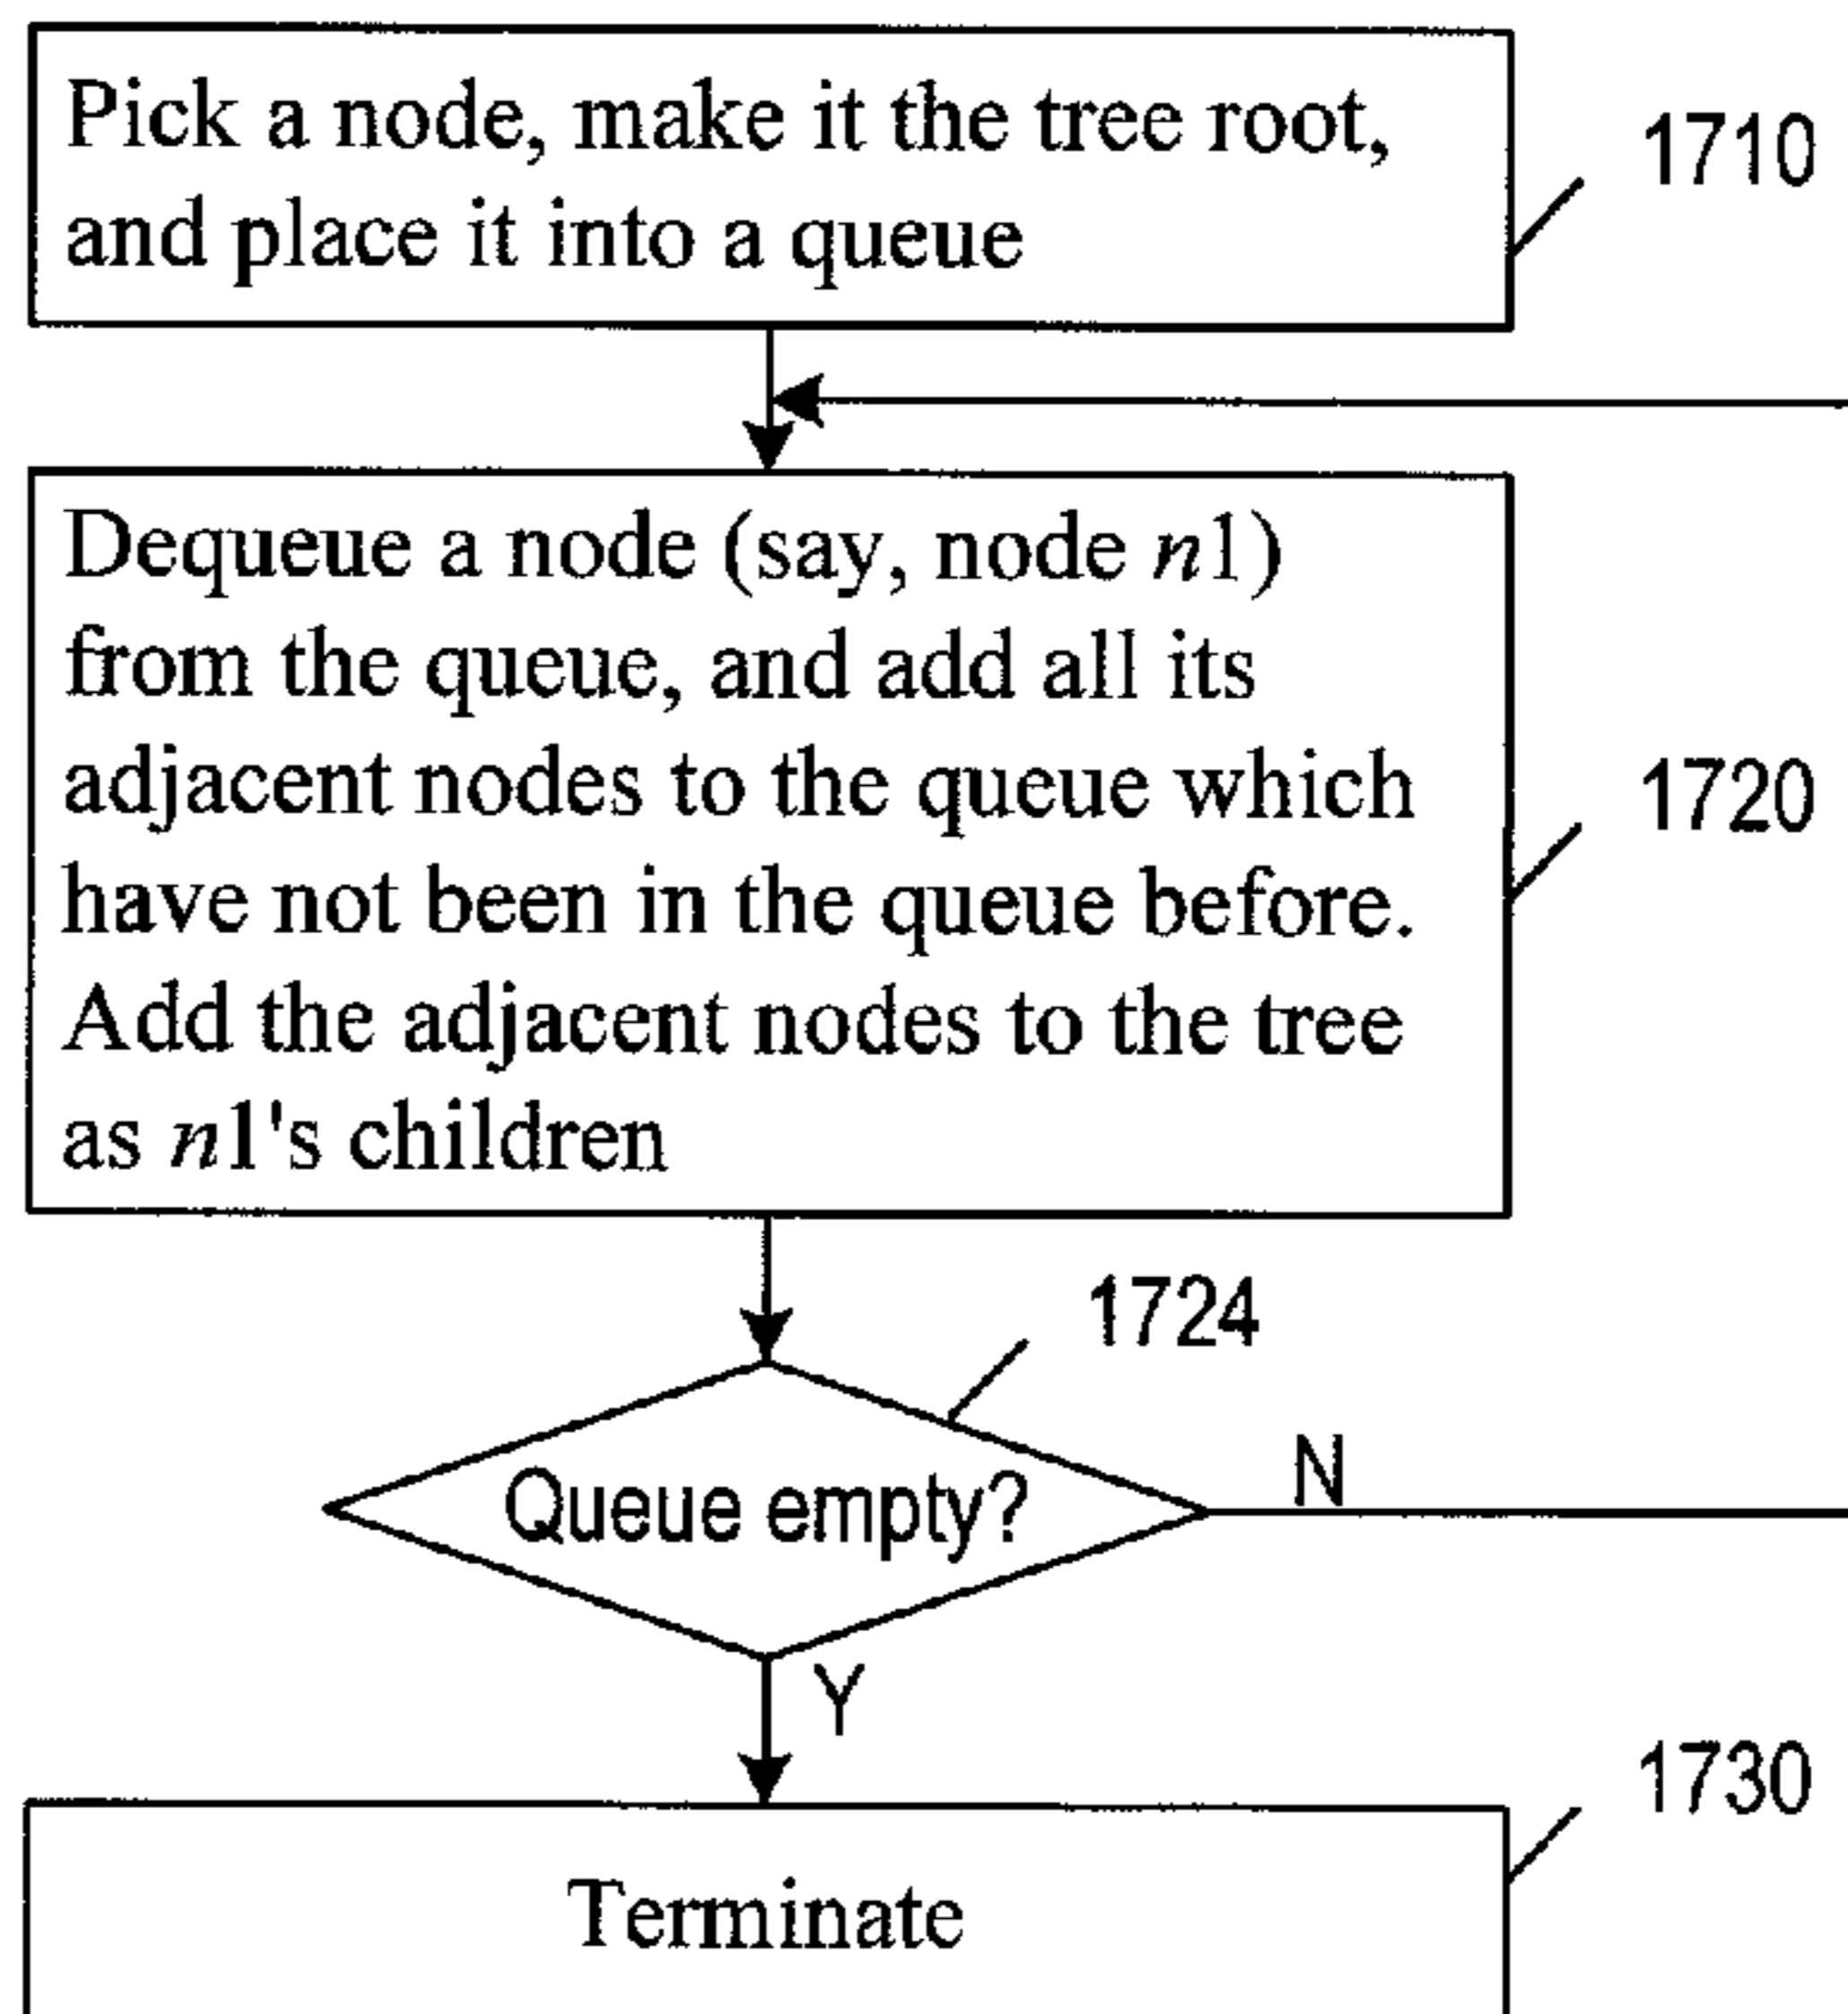 Pick a node, make it the tree root,
and place it into a queue
1710
Dequeue a node (say, node n1)
from the queue, and add all its
adjacent nodes to the queue which
have not been in the queue before.
Add the adjacent nodes to the tree
as n1's children
1720
1724
Queue empty?
N
Y
1730
Terminate